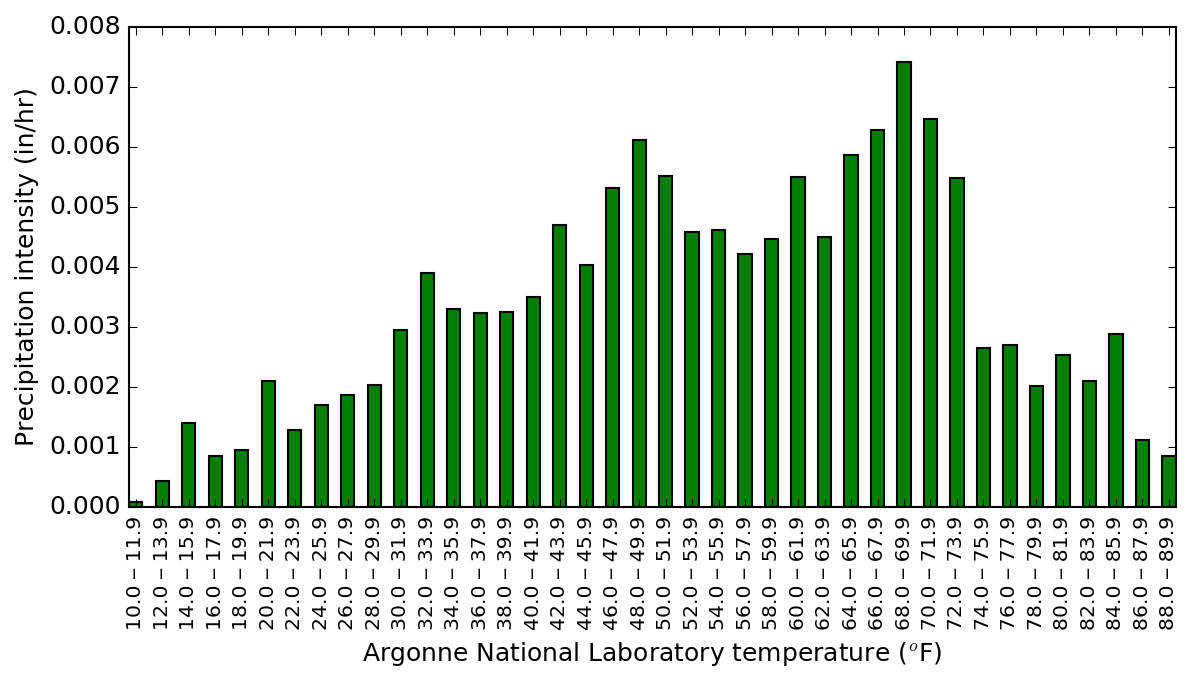 0.008
0.007
0.006
0.005
0.004
0.003
0.002
0.001
0.000
Precipitation intensity (in/hr)
10.0 − 11.9
12.0 − 13.9
14.0 − 15.9
16.0 − 17.9
18.0 − 19.9
20.0 − 21.9
22.0 − 23.9
24.0 − 25.9
26.0 − 27.9
28.0 − 29.9
30.0 − 31.9
32.0 − 33.9
34.0 − 35.9
36.0 − 37.9
38.0 − 39.9
40.0 − 41.9
42.0 − 43.9
44.0 − 45.9
46.0 − 47.9
48.0 − 49.9
50.0 − 51.9
52.0 − 53.9
54.0 − 55.9
56.0 − 57.9
58.0 − 59.9
60.0 − 61.9
62.0 − 63.9
64.0 − 65.9
66.0 − 67.9
68.0 − 69.9
70.0 − 71.9
72.0 − 73.9
74.0 − 75.9
76.0 − 77.9
78.0 − 79.9
80.0 − 81.9
82.0 − 83.9
84.0 − 85.9
86.0 − 87.9
88.0 − 89.9
Argonne National Laboratory temperature (°F)